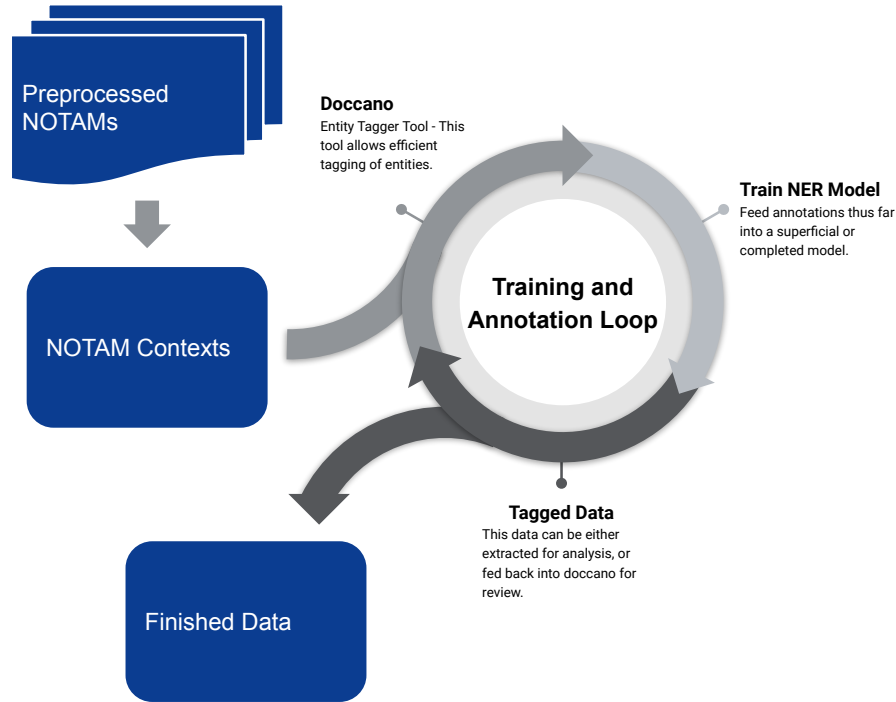 Preprocessed
NOTAMs
Doccano
Entity Tagger Tool - This
tool allows efficient
tagging of entities.
Train NER Model
Feed annotations thus far
into a superficial or
completed model.
Training and
Annotation Loop
NOTAM Contexts
Tagged Data
This data can be either
extracted for analysis, or
fed back into doccano for
review.
Finished Data